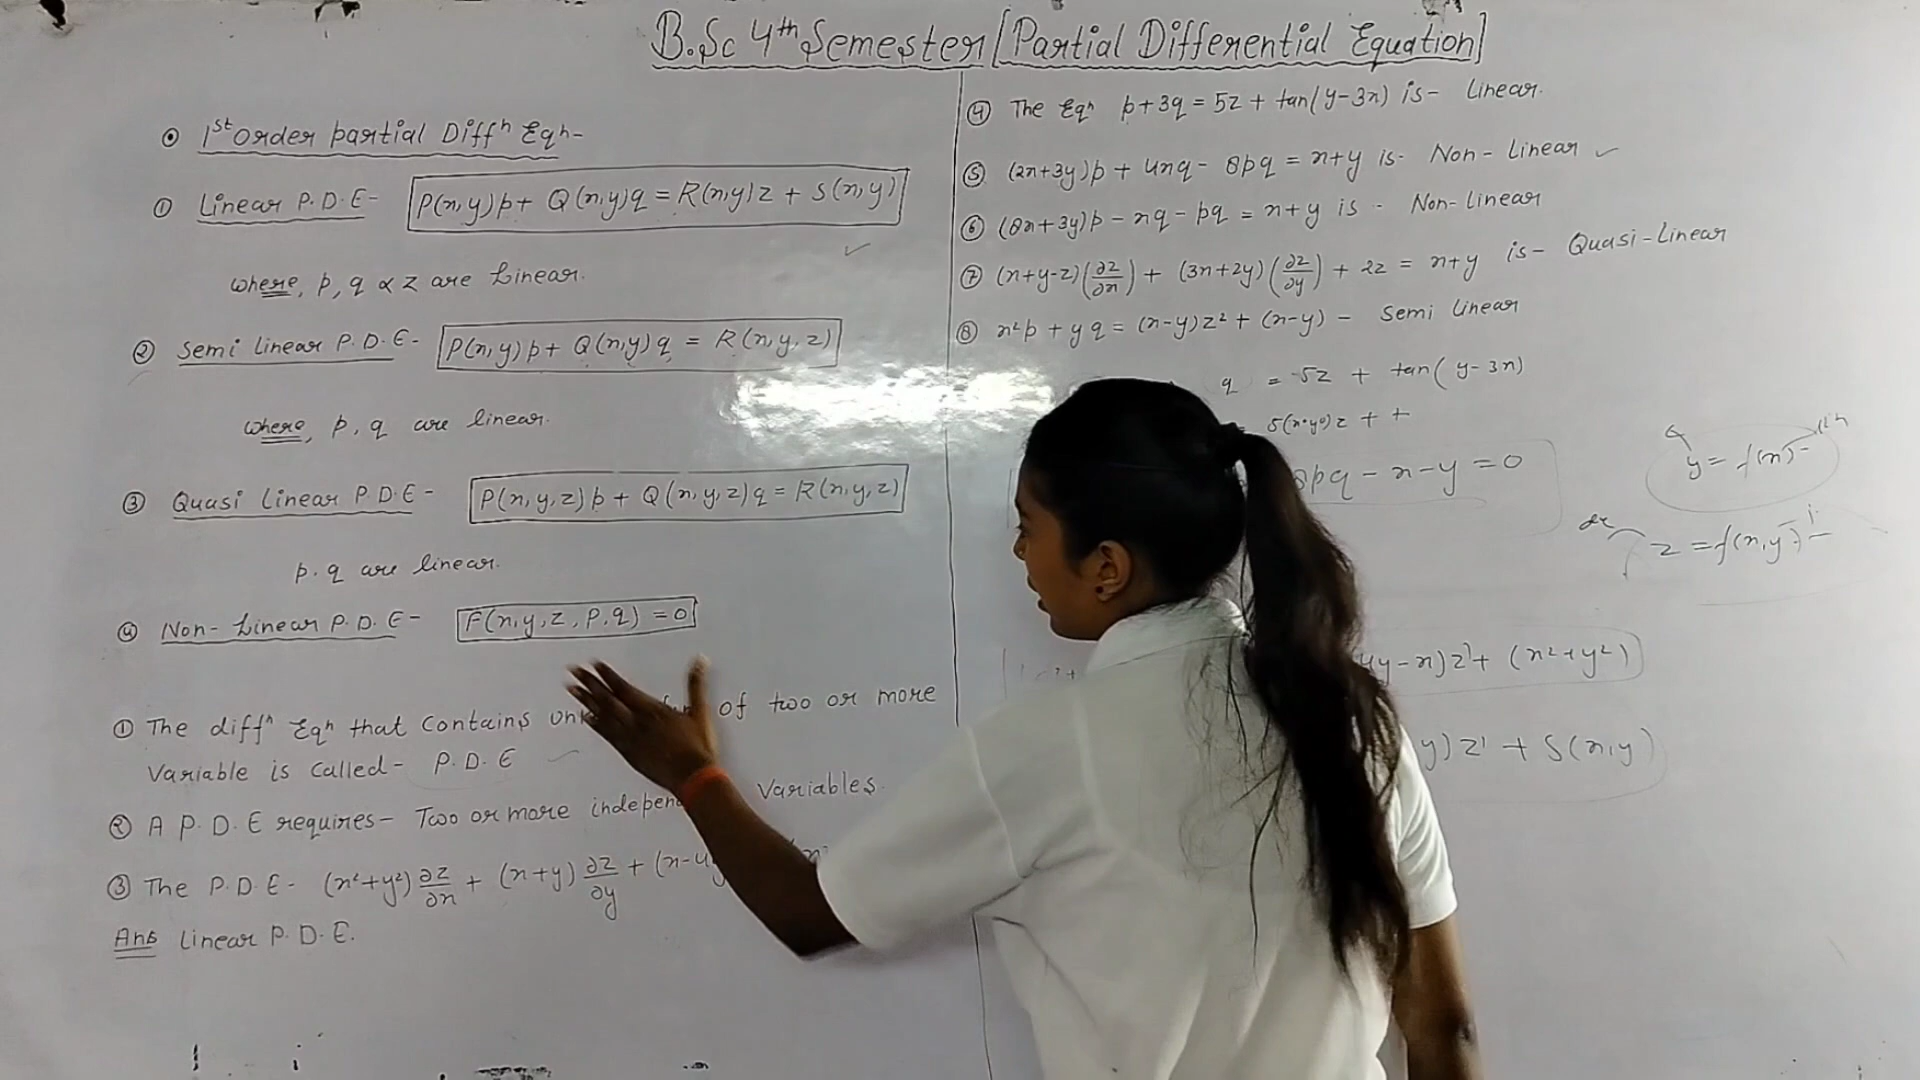 B.Sc 4th Semester [Partial Differential Equation]
⊙ 1st Order partial Diffn Eqn-
① Linear P.D.E- P(x,y)p + Q(x,y)q = R(x,y)z + S(x,y)
where, p, q & z are Linear.
② Semi linear P.D.E- P(x,y)p + Q(x,y)q = R(x,y,z)
where, p, q are linear.
③ Quasi Linear P.D.E- P(x,y,z)p + Q(x,y,z)q = R(x,y,z)
p.q are linear.
④ Non-Linear P.D.E- F(x,y,z,p,q) = 0
① The diffn Eqn that contains of two or more
Variable is called- P.D.E
② A P.D.E requires- Two or more Variables.
③ The P.D.E- (x²+y²) ∂z/∂x + (x+y) ∂z/∂y +
Ans Linear P.D.E.
④ The Eqn p+3q = 5z + tan(y-3x) is- Linear.
⑤ (2x+3y)p + 4xq - 8pq = x+y is- Non-Linear
⑥ (8x+3y)p - xq - pq = x+y is - Non-linear
⑦ (x+y-z)(∂z/∂x) + (3x+2y)(∂z/∂y) + 2z = x+y is- Quasi-Linear
⑧ x²p + yq = (x-y)z² + (x-y) - Semi linear
q = 5z + tan(y-3x)
5(x°y°)z + +
8pq - x - y = 0
y = f(x)
z = f(x,y)
y-x)z' + (x²+y²)
y)z' + S(x,y)